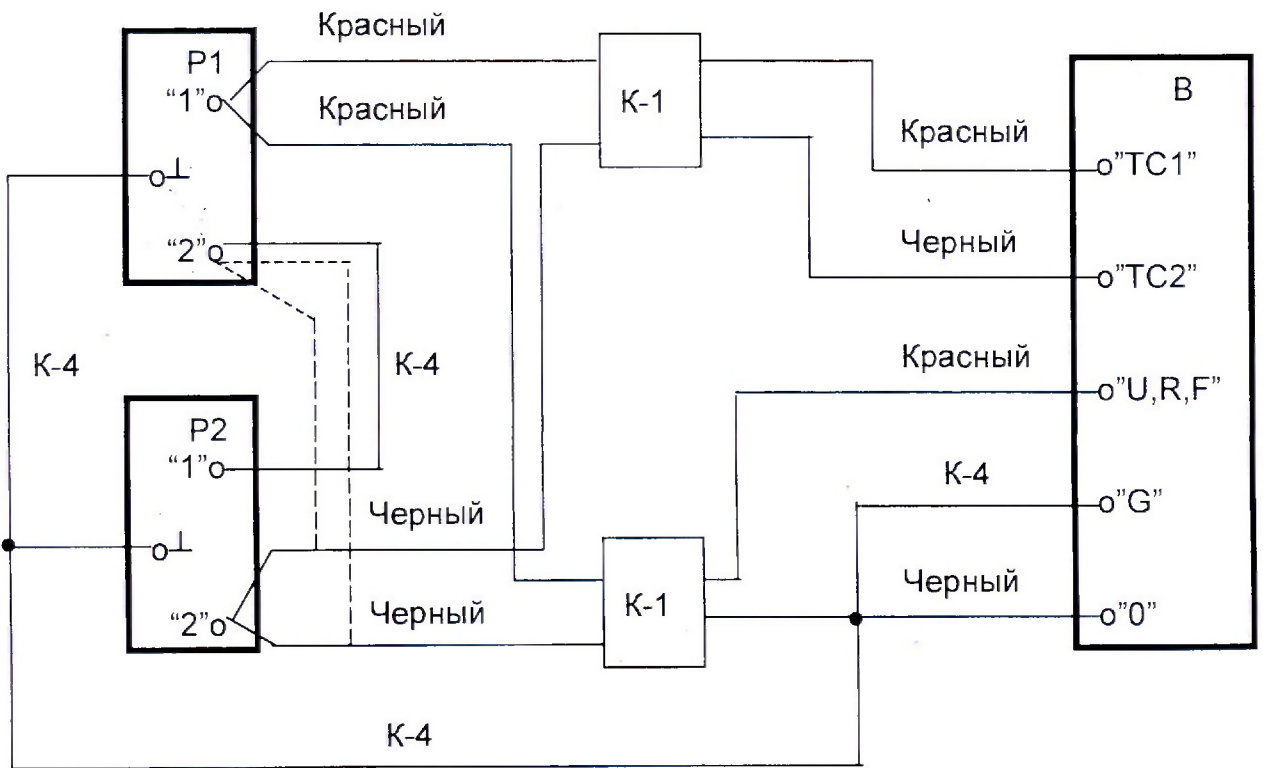 Красный
P1
“1”o
Красный
К-1
B
Красный
o”TC1”
o⊥
“2”o
Черный
o”TC2”
К-4
К-4
Красный
o”U,R,F”
P2
“1”o
К-4
o”G”
Черный
o⊥
Черный
o”0”
К-1
Черный
“2”o
К-4